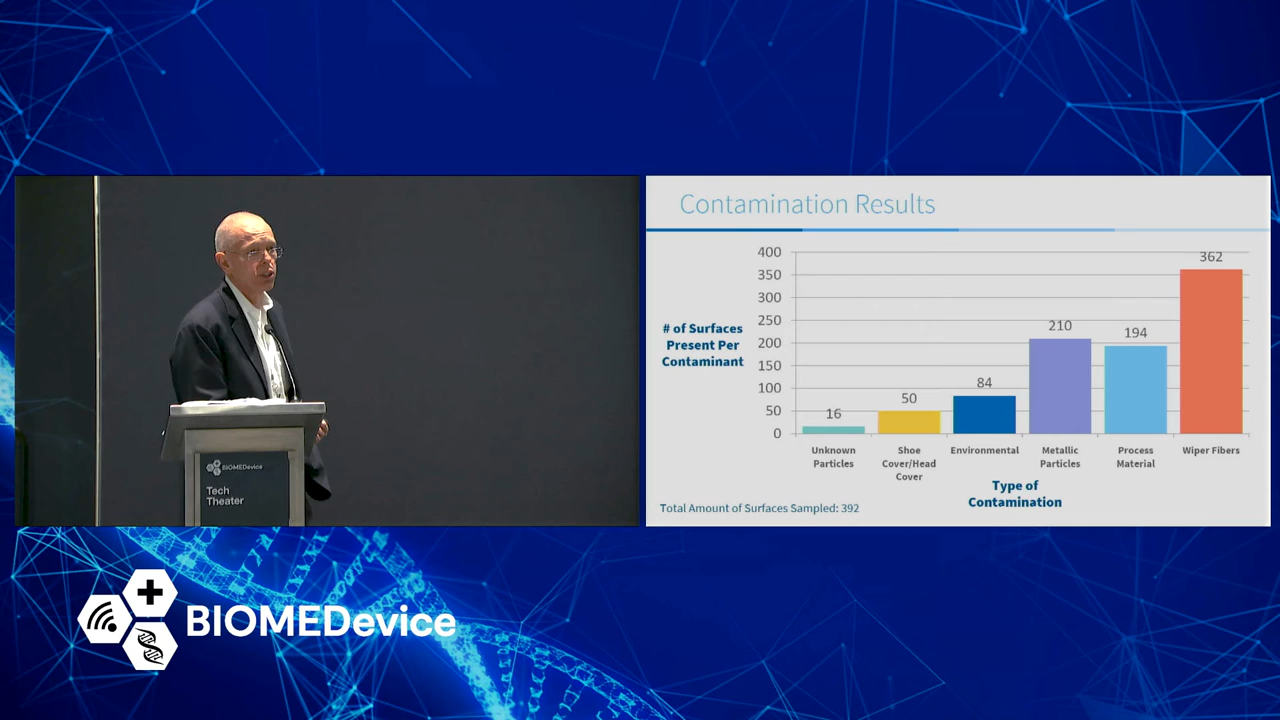 BIOMEDevice
Tech
Theater
Contamination Results
# of Surfaces
Present Per
Contaminant
400
350
300
250
200
150
100
50
0
16
50
84
210
194
362
Unknown
Particles
Shoe
Cover/Head
Cover
Environmental
Metallic
Particles
Process
Material
Wiper Fibers
Type of
Contamination
Total Amount of Surfaces Sampled: 392
BIOMEDevice